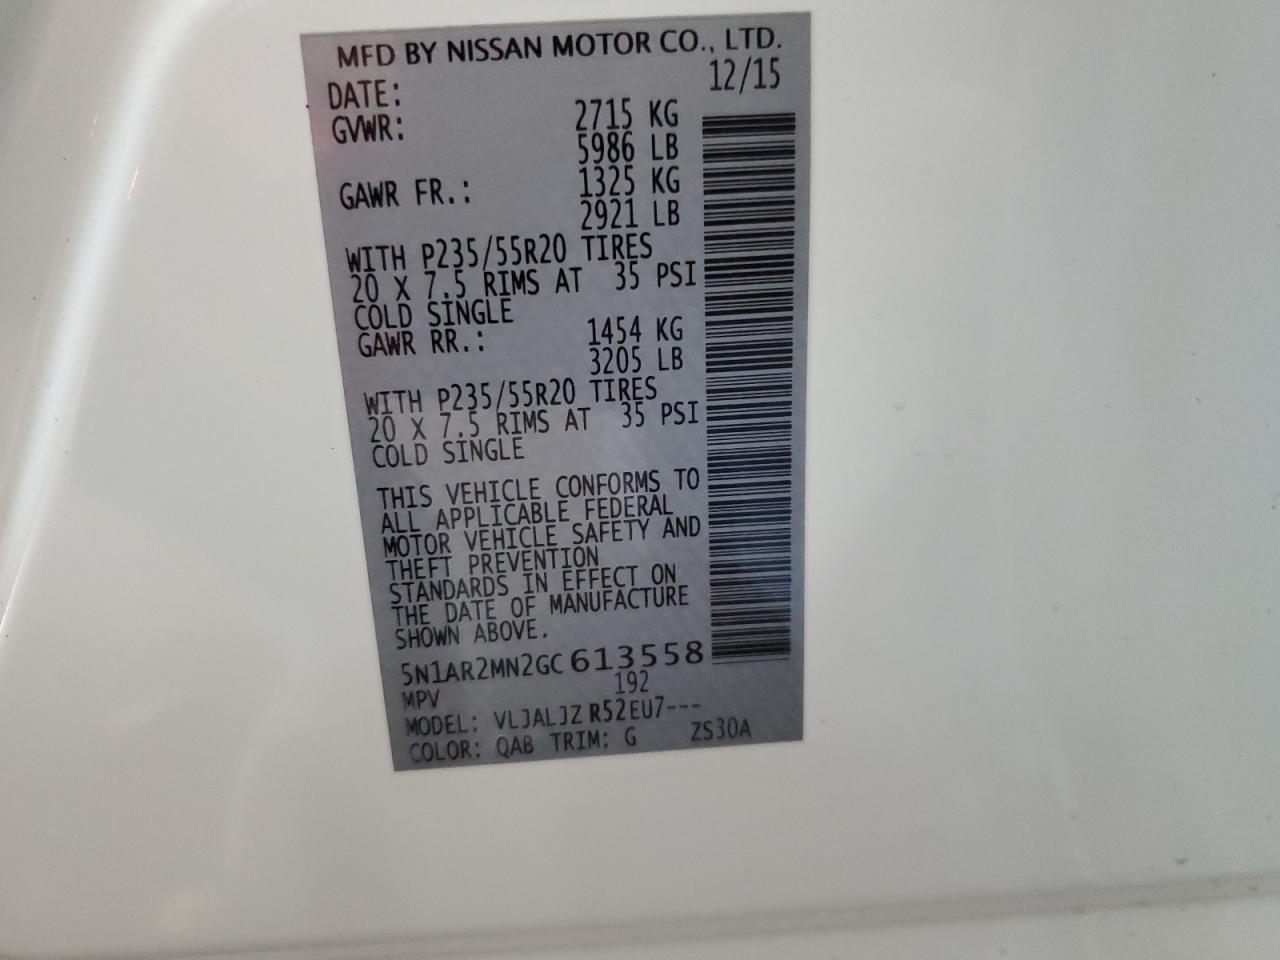 MFD BY NISSAN MOTOR CO., LTD.
DATE: 12/15
GVWR: 2715 KG
5986 LB
GAWR FR.: 1325 KG
2921 LB
WITH P235/55R20 TIRES
20 X 7.5 RIMS AT 35 PSI
COLD SINGLE
GAWR RR.: 1454 KG
3205 LB
WITH P235/55R20 TIRES
20 X 7.5 RIMS AT 35 PSI
COLD SINGLE
THIS VEHICLE CONFORMS TO
ALL APPLICABLE FEDERAL
MOTOR VEHICLE SAFETY AND
THEFT PREVENTION
STANDARDS IN EFFECT ON
THE DATE OF MANUFACTURE
SHOWN ABOVE.
5N1AR2MN2GC613558
MPV 192
MODEL: VLJALJZ R52EU7---
COLOR: QAB TRIM: G ZS30A